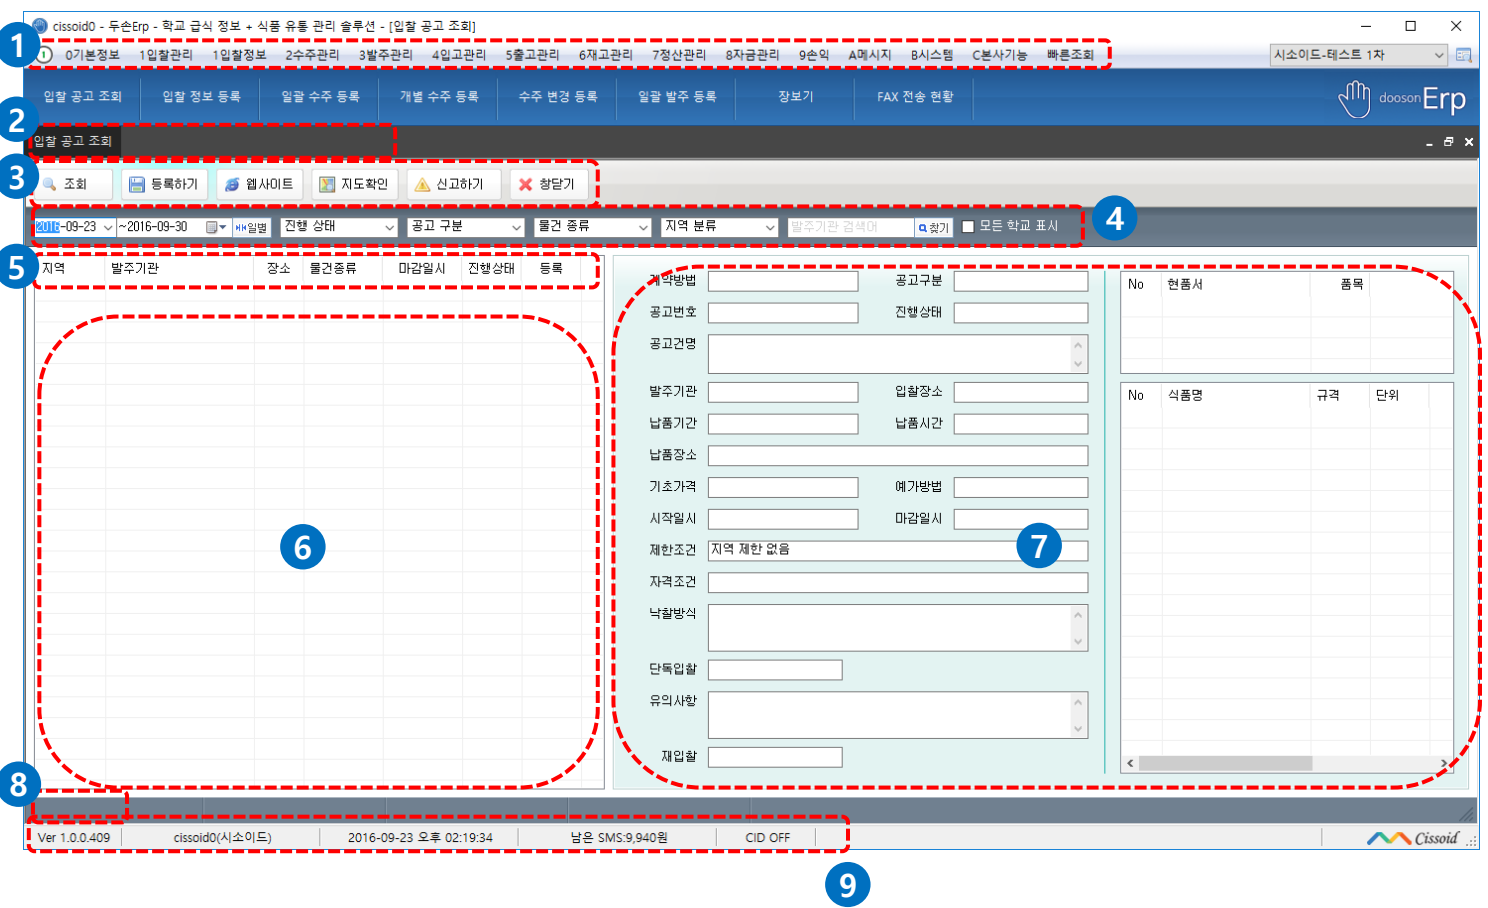 cissoid0 - 두손Erp - 학교 급식 정보 + 식품 유통 관리 솔루션 - [입찰 공고 조회]
1
0기본정보 1입찰관리 1입찰정보 2수주관리 3발주관리 4입고관리 5출고관리 6재고관리 7정산관리 8자금관리 9손익 A메시지 B시스템 C본사기능 빠른조회 시소이드-테스트 1차
입찰 공고 조회 입찰 정보 등록 일괄 수주 등록 개별 수주 등록 수주 변경 등록 일괄 발주 등록 장보기 FAX 전송 현황 dooson Erp
2
입찰 공고 조회
3
조회 등록하기 웹사이트 지도확인 신고하기 창닫기
4
2016-09-23 ~2016-09-30 일별 진행 상태 공고 구분 물건 종류 지역 분류 발주기관 검색어 찾기 모든 학교 표시
5
지역 발주기관 장소 물건종류 마감일시 진행상태 등록
6
계약방법 공고구분
공고번호 진행상태
공고건명
발주기관 입찰장소
납품기간 납품시간
납품장소
기초가격 예가방법
시작일시 마감일시
7
제한조건 지역 제한 없음
자격조건
낙찰방식
단독입찰
유의사항
재입찰
No 현품서 품목
No 식품명 규격 단위
8
Ver 1.0.0.409 cissoid0(시소이드) 2016-09-23 오후 02:19:34 남은 SMS:9,940원 CID OFF Cissoid
9